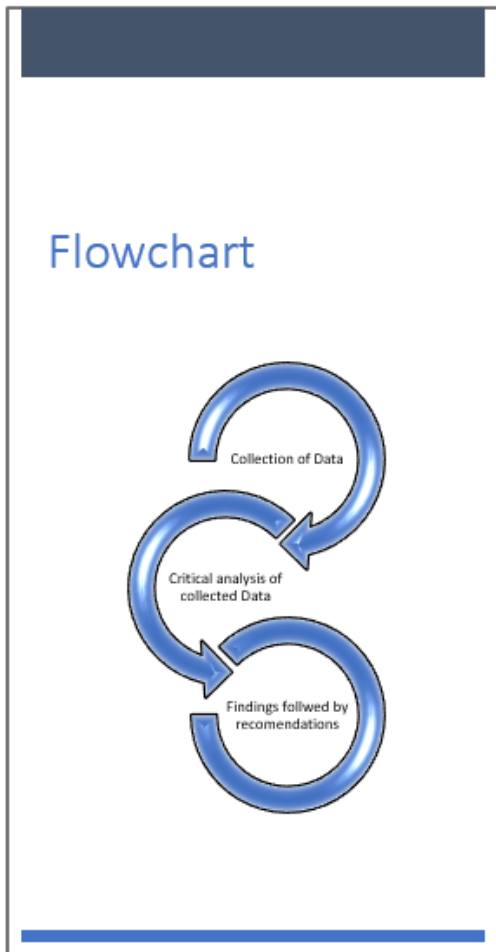 Flowchart
Collection of Data
Critical analysis of
collected Data
Findings follwed by
recomendations